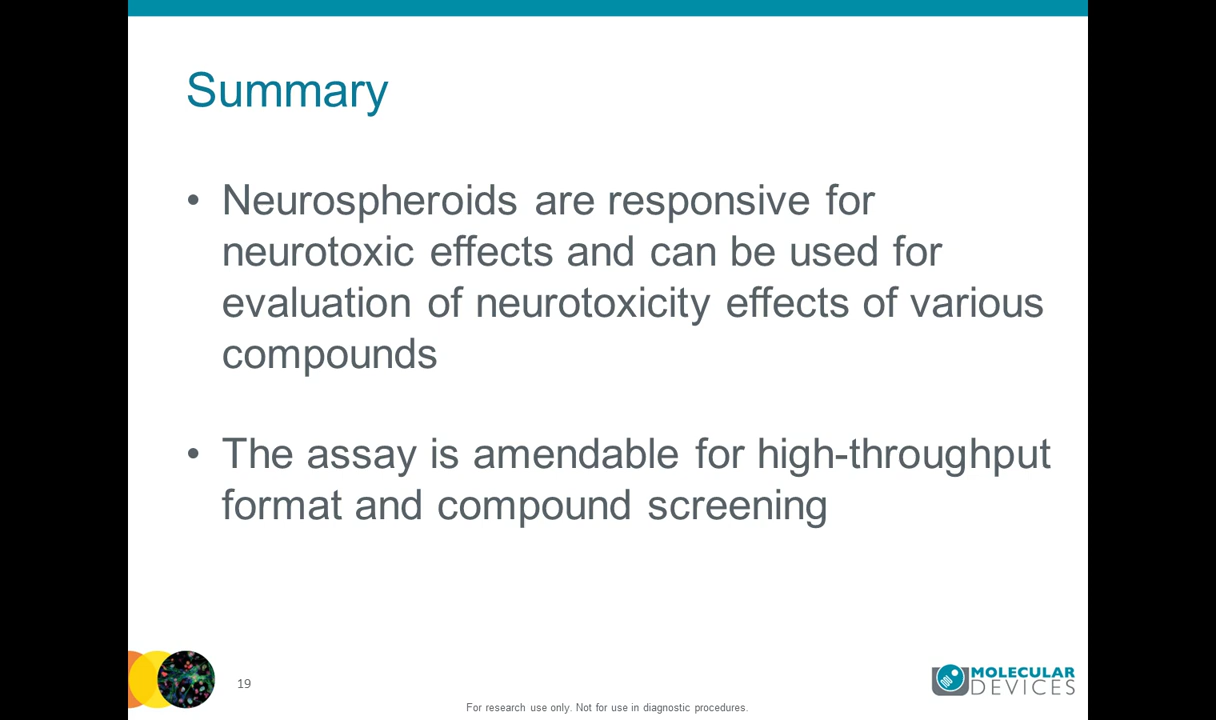 Summary
• Neurospheroids are responsive for
neurotoxic effects and can be used for
evaluation of neurotoxicity effects of various
compounds
• The assay is amendable for high-throughput
format and compound screening
19
MOLECULAR
DEVICES
For research use only. Not for use in diagnostic procedures.